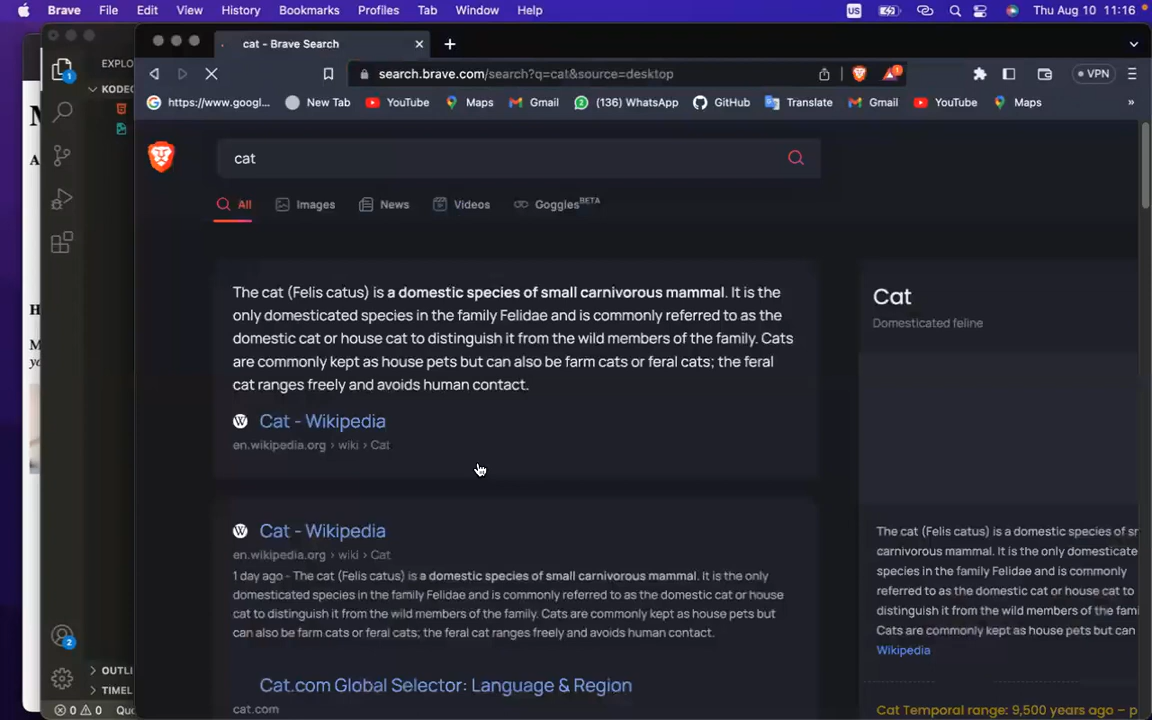 Brave File Edit View History Bookmarks Profiles Tab Window Help US Thu Aug 10 11:16
cat - Brave Search
search.brave.com/search?q=cat&source=desktop 1 VPN
https://www.googl... New Tab YouTube Maps Gmail (136) WhatsApp GitHub Translate Gmail YouTube Maps »
EXPLO
KODEC
1
cat
All Images News Videos Goggles BETA
The cat (Felis catus) is a domestic species of small carnivorous mammal. It is the
only domesticated species in the family Felidae and is commonly referred to as the
domestic cat or house cat to distinguish it from the wild members of the family. Cats
are commonly kept as house pets but can also be farm cats or feral cats; the feral
cat ranges freely and avoids human contact.
Cat - Wikipedia
en.wikipedia.org › wiki › Cat
Cat - Wikipedia
en.wikipedia.org › wiki › Cat
1 day ago - The cat (Felis catus) is a domestic species of small carnivorous mammal. It is the only
domesticated species in the family Felidae and is commonly referred to as the domestic cat or house
cat to distinguish it from the wild members of the family. Cats are commonly kept as house pets but
can also be farm cats or feral cats; the feral cat ranges freely and avoids human contact.
Cat.com Global Selector: Language & Region
cat.com
Cat
Domesticated feline
The cat (Felis catus) is a domestic species of sm
carnivorous mammal. It is the only domesticate
species in the family Felidae and is commonly
referred to as the domestic cat or house cat to
distinguish it from the wild members of the fami
Cats are commonly kept as house pets but can
Wikipedia
Cat Temporal range: 9,500 years ago – p
2
OUTLI
TIMEL
0 0 Quo